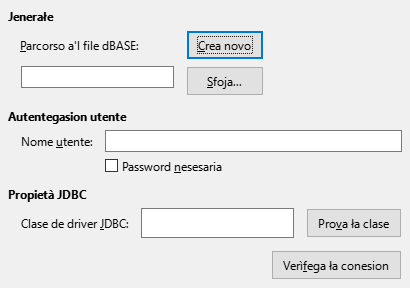 Jenerałe
Parcorso a'l file dBASE:
Crea novo
Sfoja...
Autentegasion utente
Nome utente:
Password nesesaria
Propietà JDBC
Clase de driver JDBC:
Prova ła clase
Verìfega ła conesion